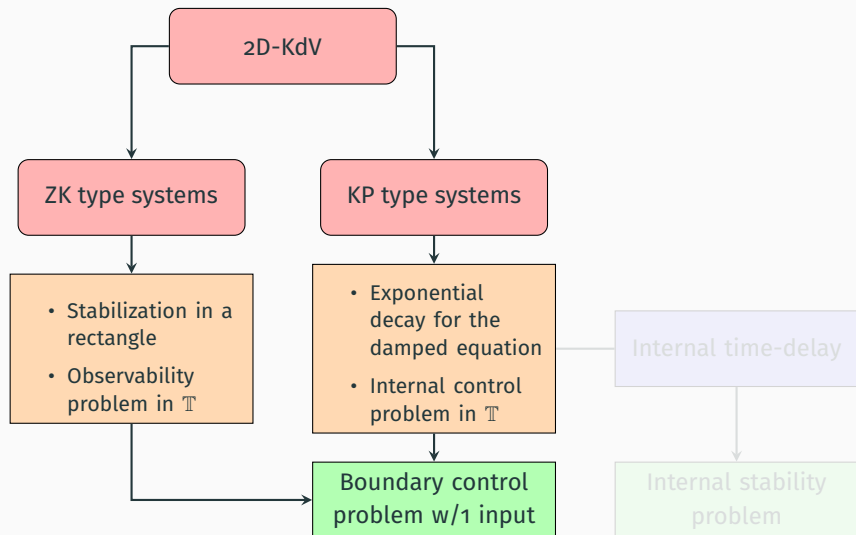 2D-KdV
ZK type systems
KP type systems
• Stabilization in a
rectangle
• Observability
problem in 𝕋
• Exponential
decay for the
damped equation
• Internal control
problem in 𝕋
Internal time-delay
Boundary control
problem w/1 input
Internal stability
problem